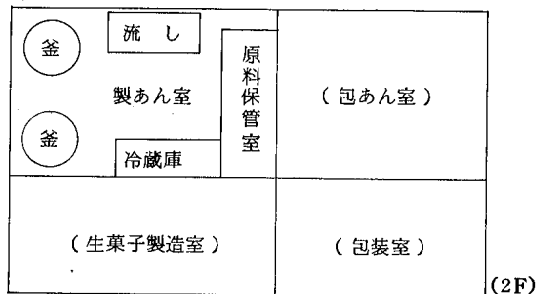 流し
釜
製あん室
原料保管室
(包あん室)
釜
冷蔵庫
(生菓子製造室)
(包装室)
(2F)